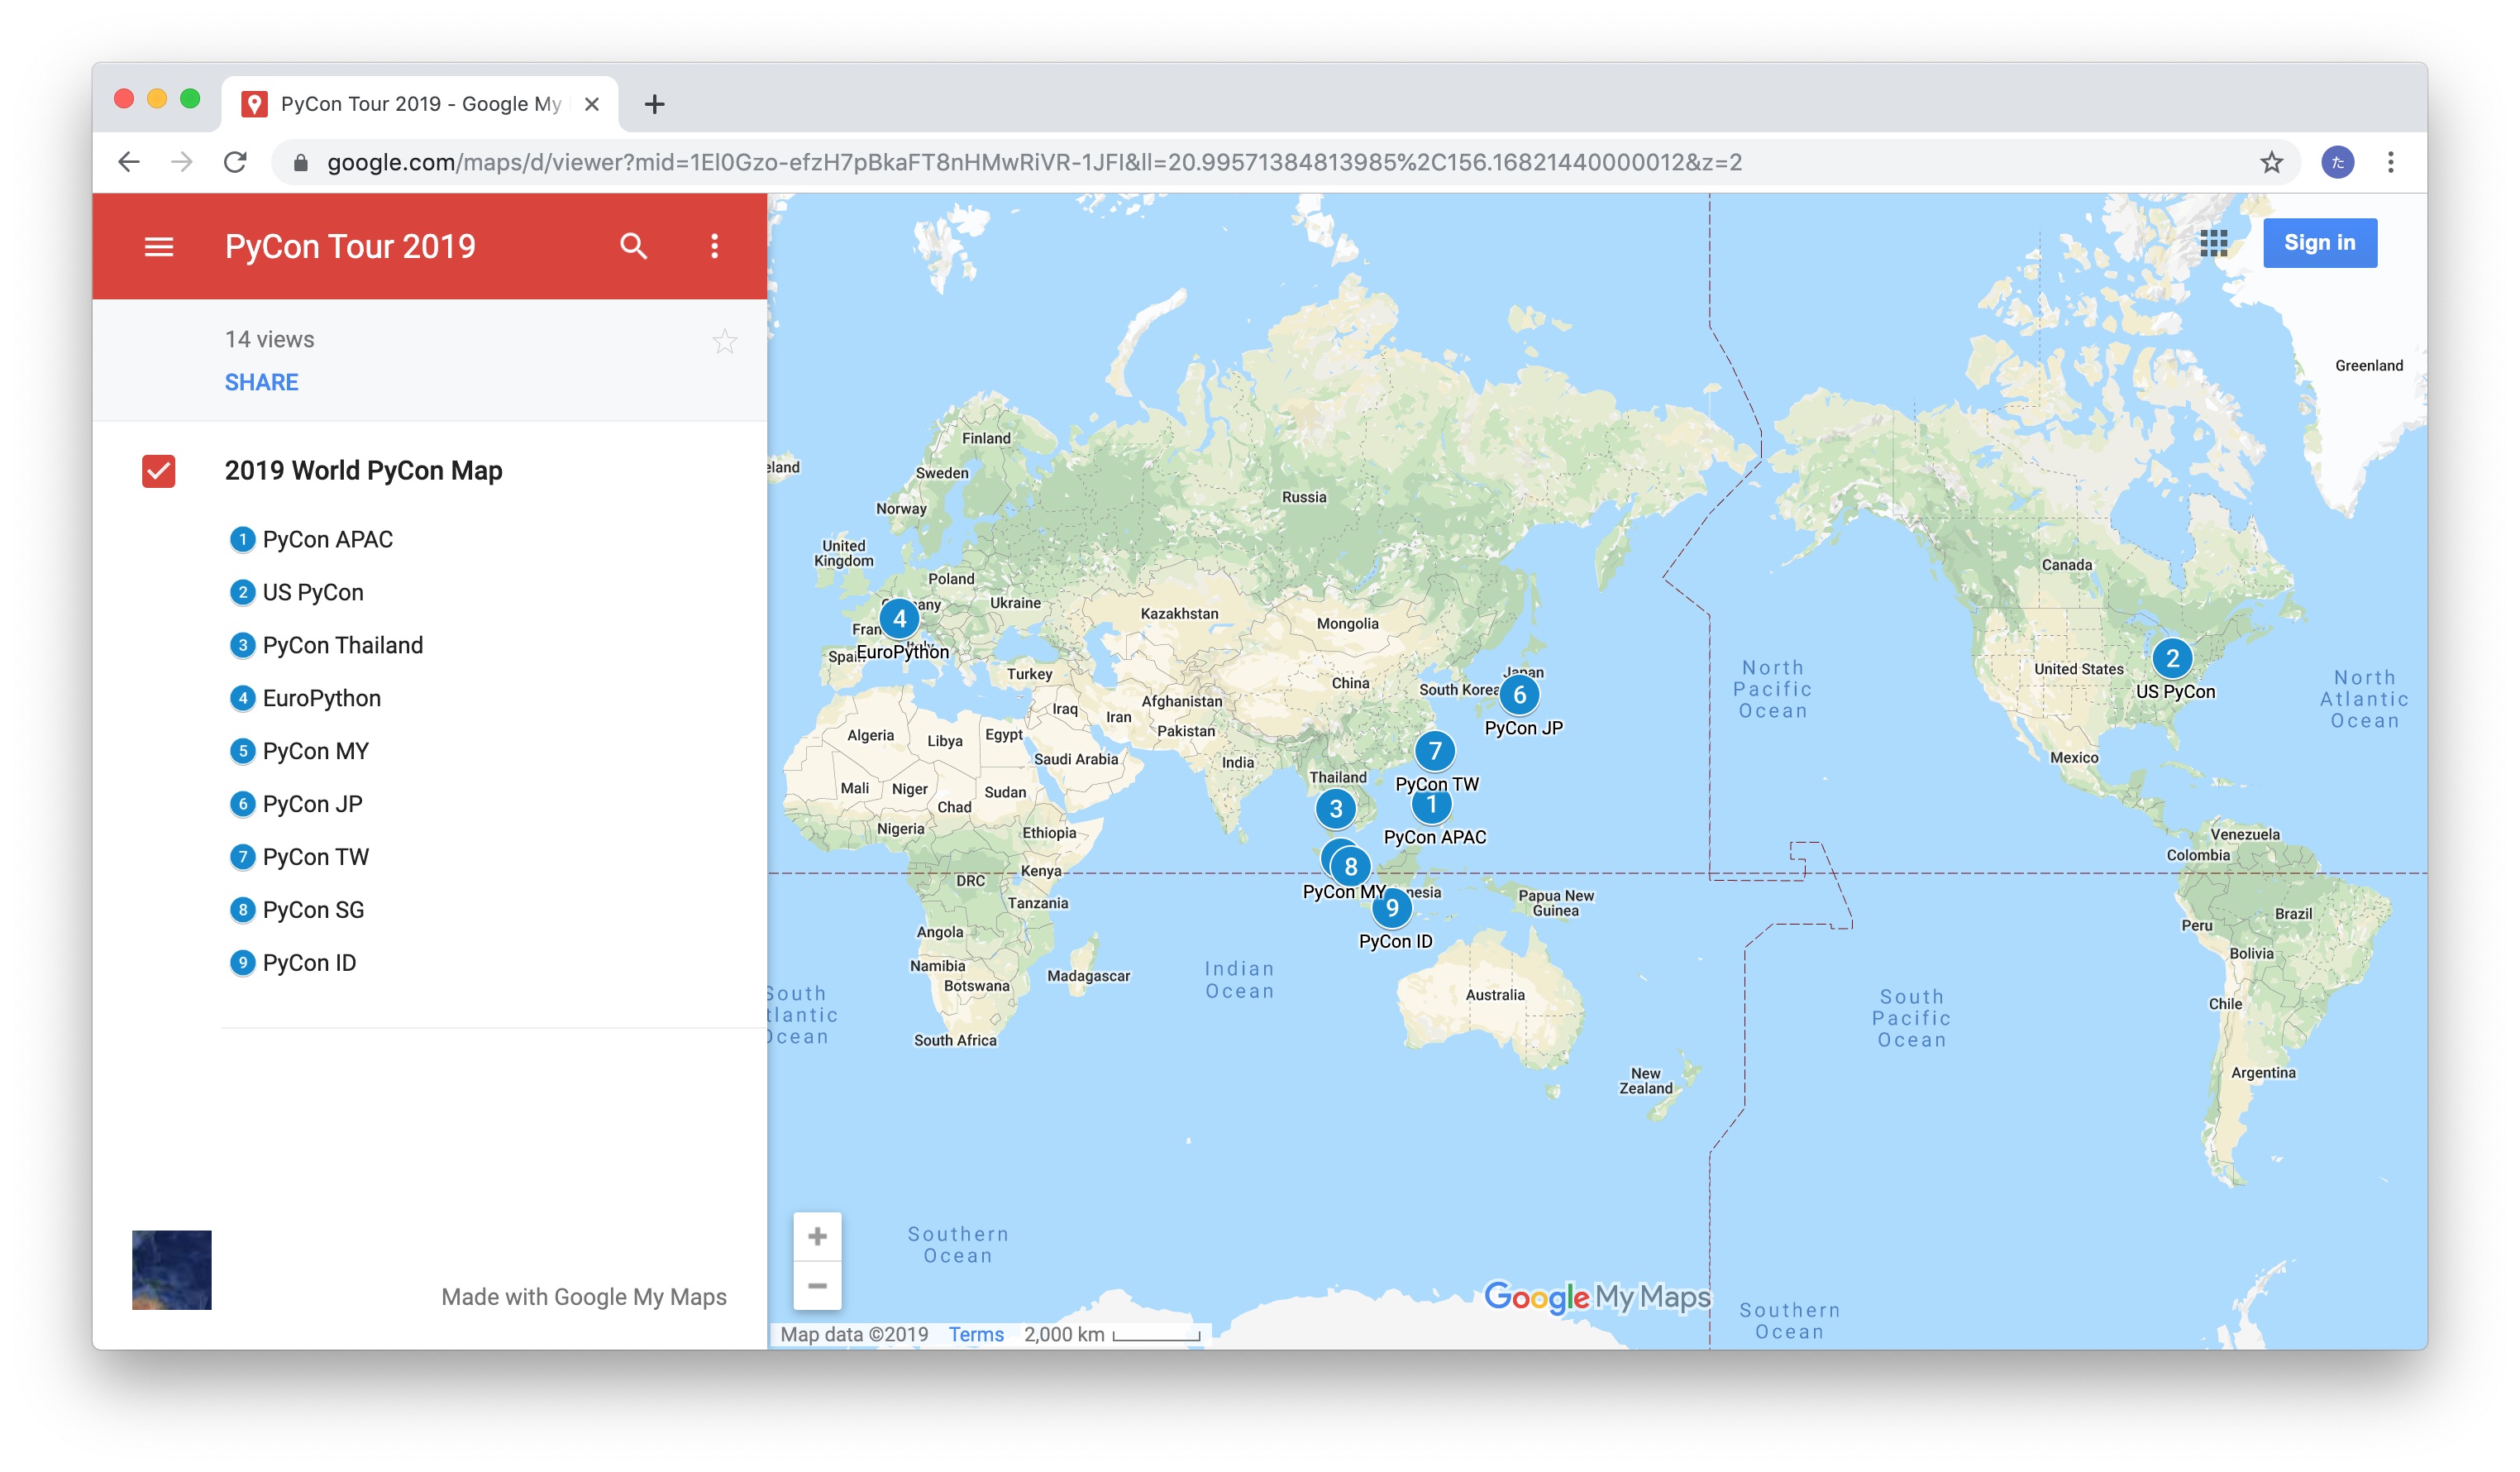 PyCon Tour 2019 - Google My
google.com/maps/d/viewer?mid=1El0Gzo-efzH7pBkaFT8nHMwRiVR-1JFI&ll=20.99571384813985%2C156.16821440000012&z=2
た
PyCon Tour 2019
14 views
SHARE
2019 World PyCon Map
1 PyCon APAC
2 US PyCon
3 PyCon Thailand
4 EuroPython
5 PyCon MY
6 PyCon JP
7 PyCon TW
8 PyCon SG
9 PyCon ID
Made with Google My Maps
Sign in
Greenland
Finland
eland
Sweden
Russia
Norway
United
Kingdom
Canada
Poland
Ukraine
4
Kazakhstan
Mongolia
EuroPython
Turkey
China
Japan
South Korea
6
PyCon JP
North
Pacific
Ocean
United States
2
US PyCon
North
Atlantic
Ocean
Iraq
Iran
Afghanistan
Pakistan
Algeria
Libya
Egypt
Saudi Arabia
India
7
PyCon TW
Mexico
Thailand
Mali
Niger
Chad
Sudan
3
1
PyCon APAC
Nigeria
Ethiopia
Venezuela
Colombia
8
PyCon MY
nesia
DRC
Kenya
Tanzania
9
PyCon ID
Papua New
Guinea
Brazil
Peru
Angola
Bolivia
Namibia
Botswana
Madagascar
Indian
Ocean
Australia
South
tlantic
Ocean
South
Pacific
Ocean
Chile
South Africa
New
Zealand
Argentina
Southern
Ocean
Google My Maps
Southern
Ocean
Map data ©2019 Terms 2,000 km